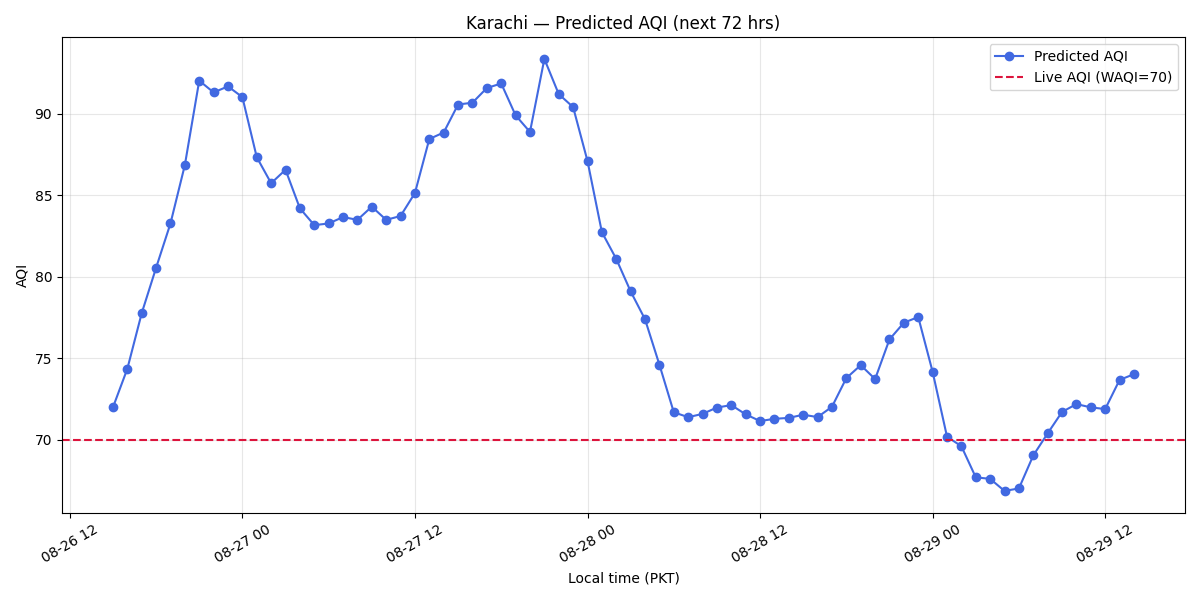 Karachi — Predicted AQI (next 72 hrs)
Predicted AQI
Live AQI (WAQI=70)
AQI
90
85
80
75
70
08-26 12
08-27 00
08-27 12
08-28 00
08-28 12
08-29 00
08-29 12
Local time (PKT)